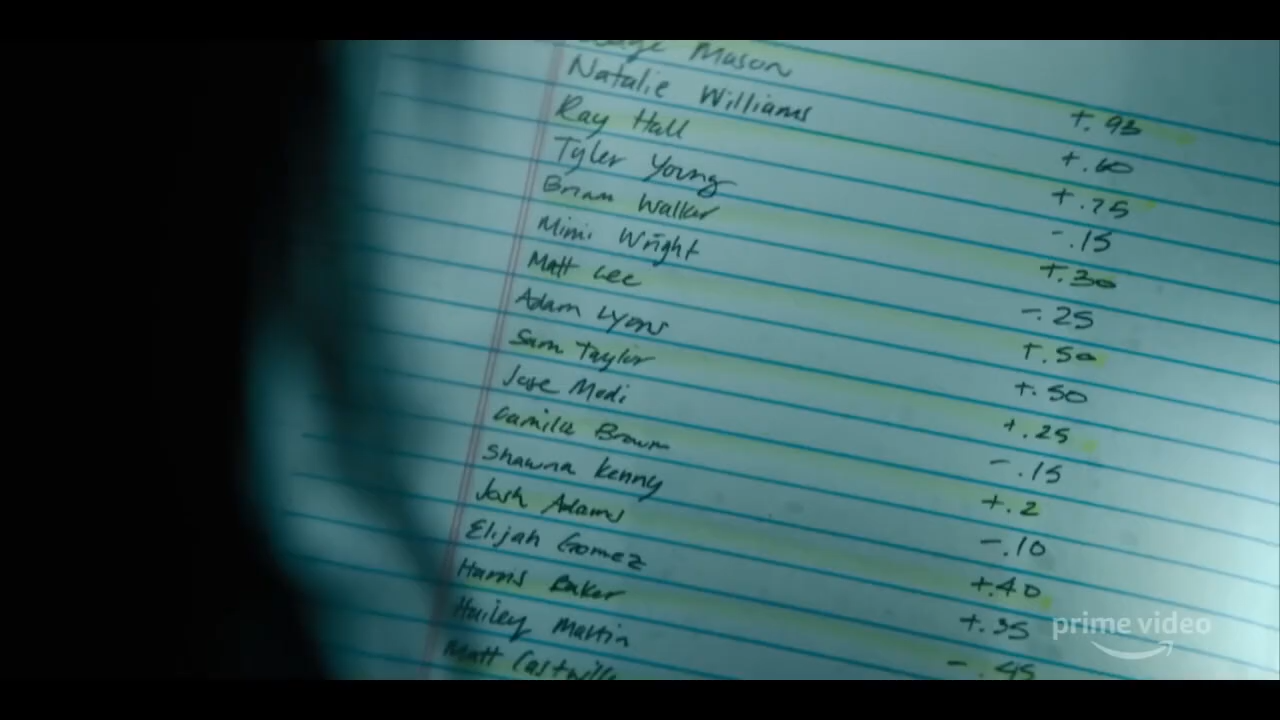 Mason +.93
Natalie Williams +.60
Ray Hall +.75
Tyler Young -.15
Brian Walker +.30
Mimi Wright -.25
Matt Lee +.50
Adam Lyons +.50
Sam Taylor +.25
Jose Modi -.15
Camila Brown +.2
Shawna Kenny -.10
Josh Adams +.40
Elijah Gomez +.35
Harris Baker -.45
Hailey Martin
Matt
prime video